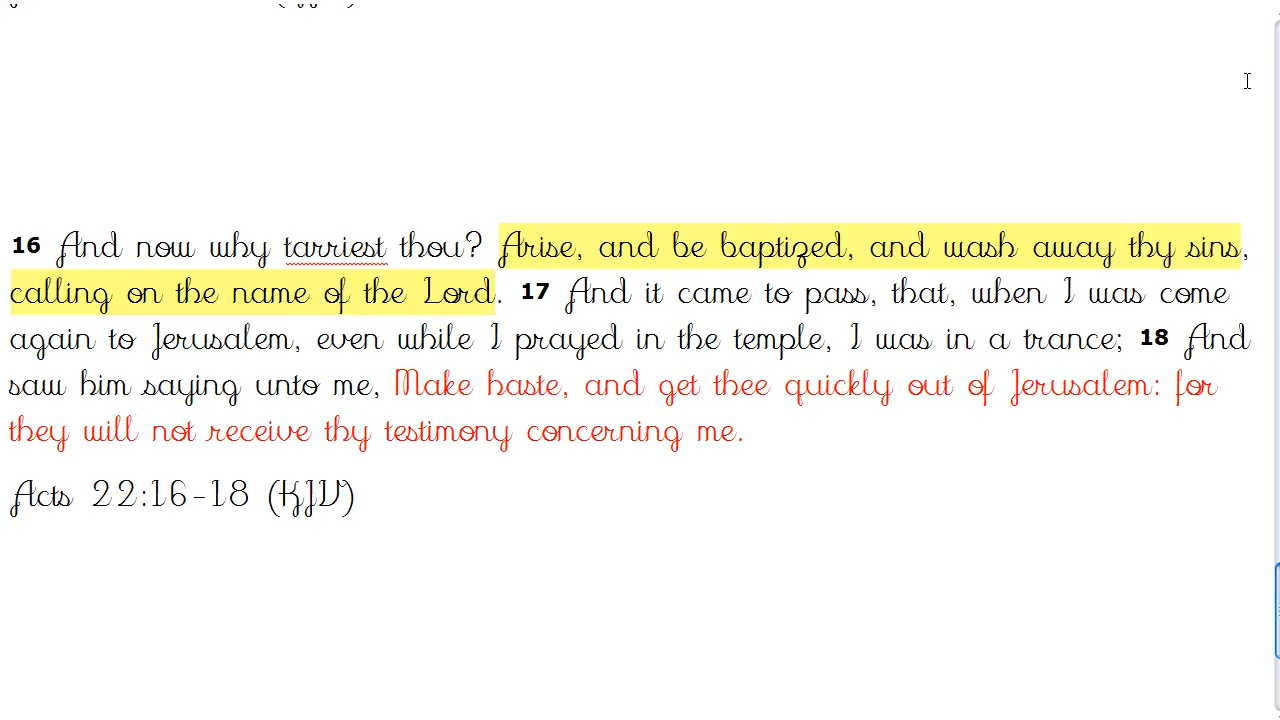 16 And now why tarriest thou? Arise, and be baptized, and wash away thy sins,
calling on the name of the Lord. 17 And it came to pass, that, when I was come
again to Jerusalem, even while I prayed in the temple, I was in a trance; 18 And
saw him saying unto me, Make haste, and get thee quickly out of Jerusalem: for
they will not receive thy testimony concerning me.
Acts 22:16-18 (KJV)